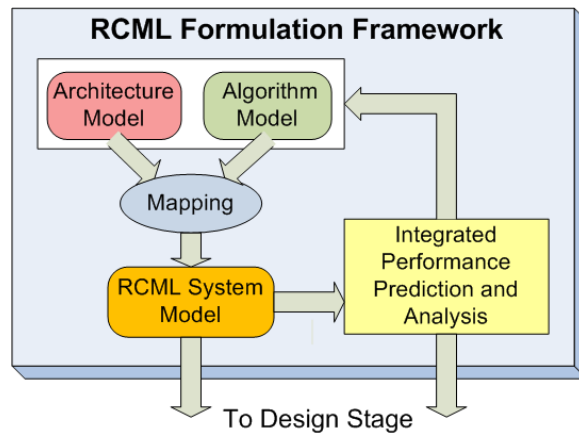 RCML Formulation Framework
Architecture
Model
Algorithm
Model
Mapping
RCML System
Model
Integrated
Performance
Prediction and
Analysis
To Design Stage